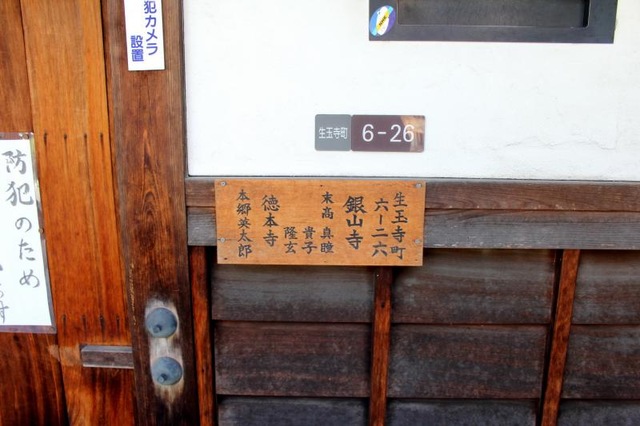 犯カメラ
設置
防犯のため
生玉寺町
6-26
生玉寺町
六ー二六
銀山寺
末高 真瞳
貴子
隆玄
徳本寺
本郷英太郎